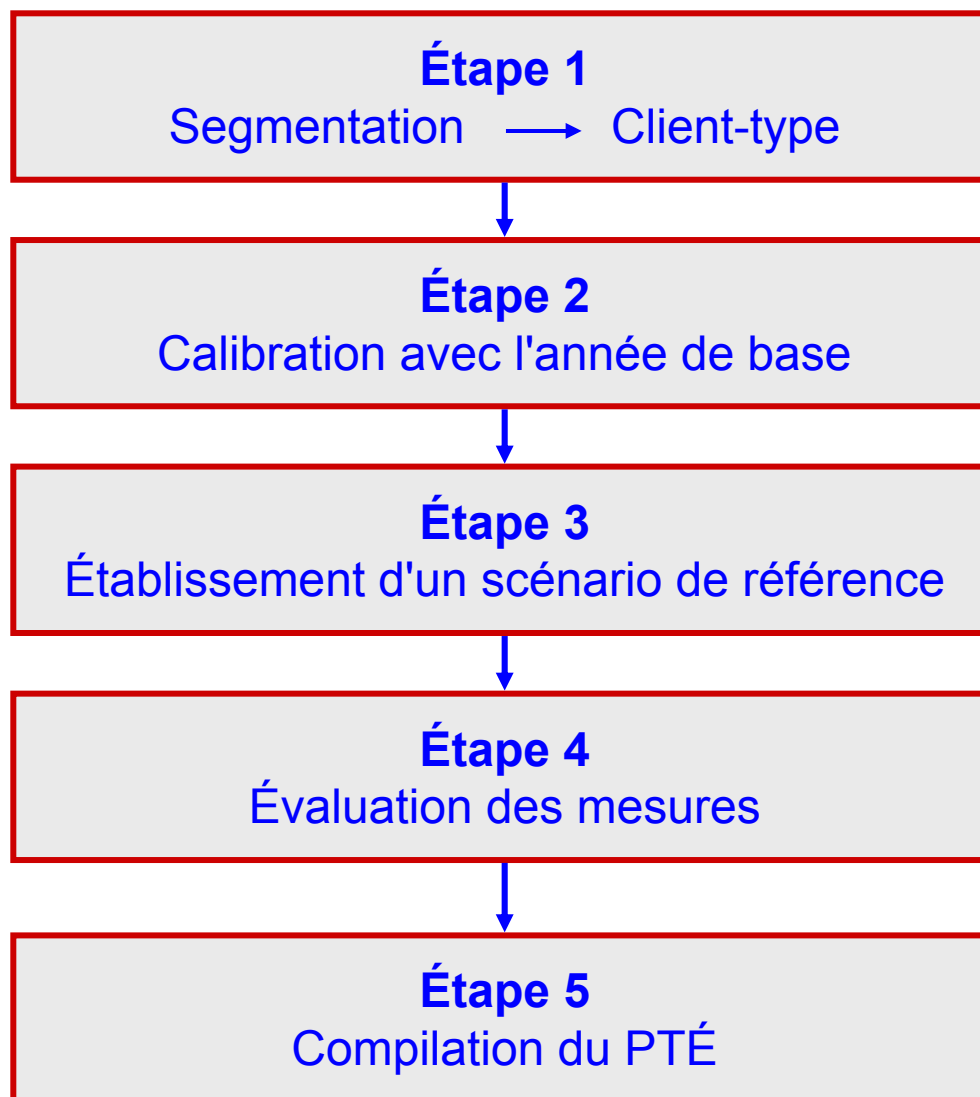 Étape 1
Segmentation → Client-type
Étape 2
Calibration avec l'année de base
Étape 3
Établissement d'un scénario de référence
Étape 4
Évaluation des mesures
Étape 5
Compilation du PTÉ